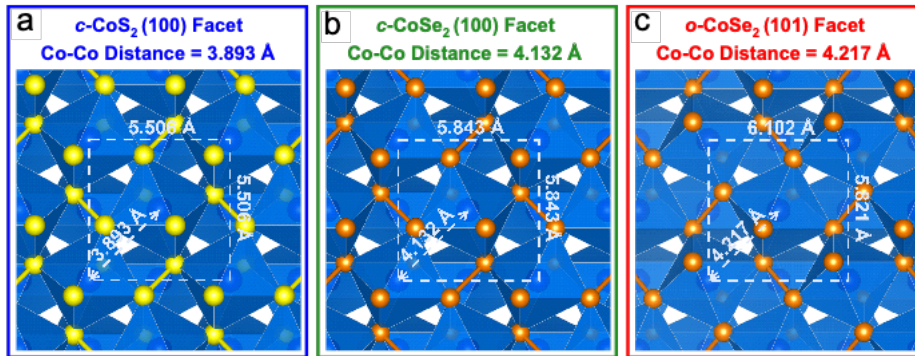 a
c-CoS₂ (100) Facet
Co-Co Distance = 3.893 Å
5.506 Å
5.506 Å
3.893 Å
b
c-CoSe₂ (100) Facet
Co-Co Distance = 4.132 Å
5.843 Å
5.843 Å
4.132 Å
c
o-CoSe₂ (101) Facet
Co-Co Distance = 4.217 Å
6.102 Å
5.821 Å
4.217 Å